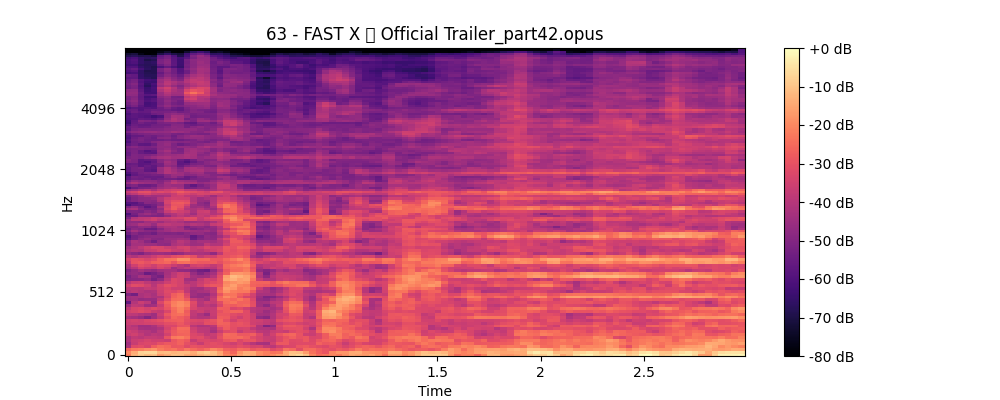 63 - FAST X ▯ Official Trailer_part42.opus
Hz
4096
2048
1024
512
0
0
0.5
1
1.5
2
2.5
Time
+0 dB
-10 dB
-20 dB
-30 dB
-40 dB
-50 dB
-60 dB
-70 dB
-80 dB